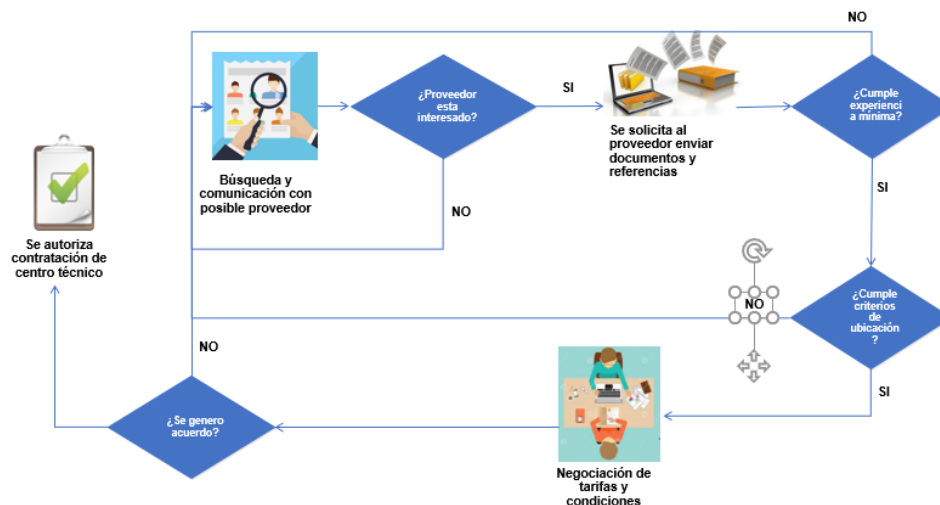 NO
¿Proveedor
esta
interesado?
SI
¿Cumple
experienci
a mínima?
Se solicita al
proveedor enviar
documentos y
referencias
Búsqueda y
comunicación con
posible proveedor
NO
SI
Se autoriza
contratación de
centro técnico
NO
¿Cumple
criterios
de
ubicación
?
NO
SI
¿Se genero
acuerdo?
Negociación de
tarifas y
condiciones